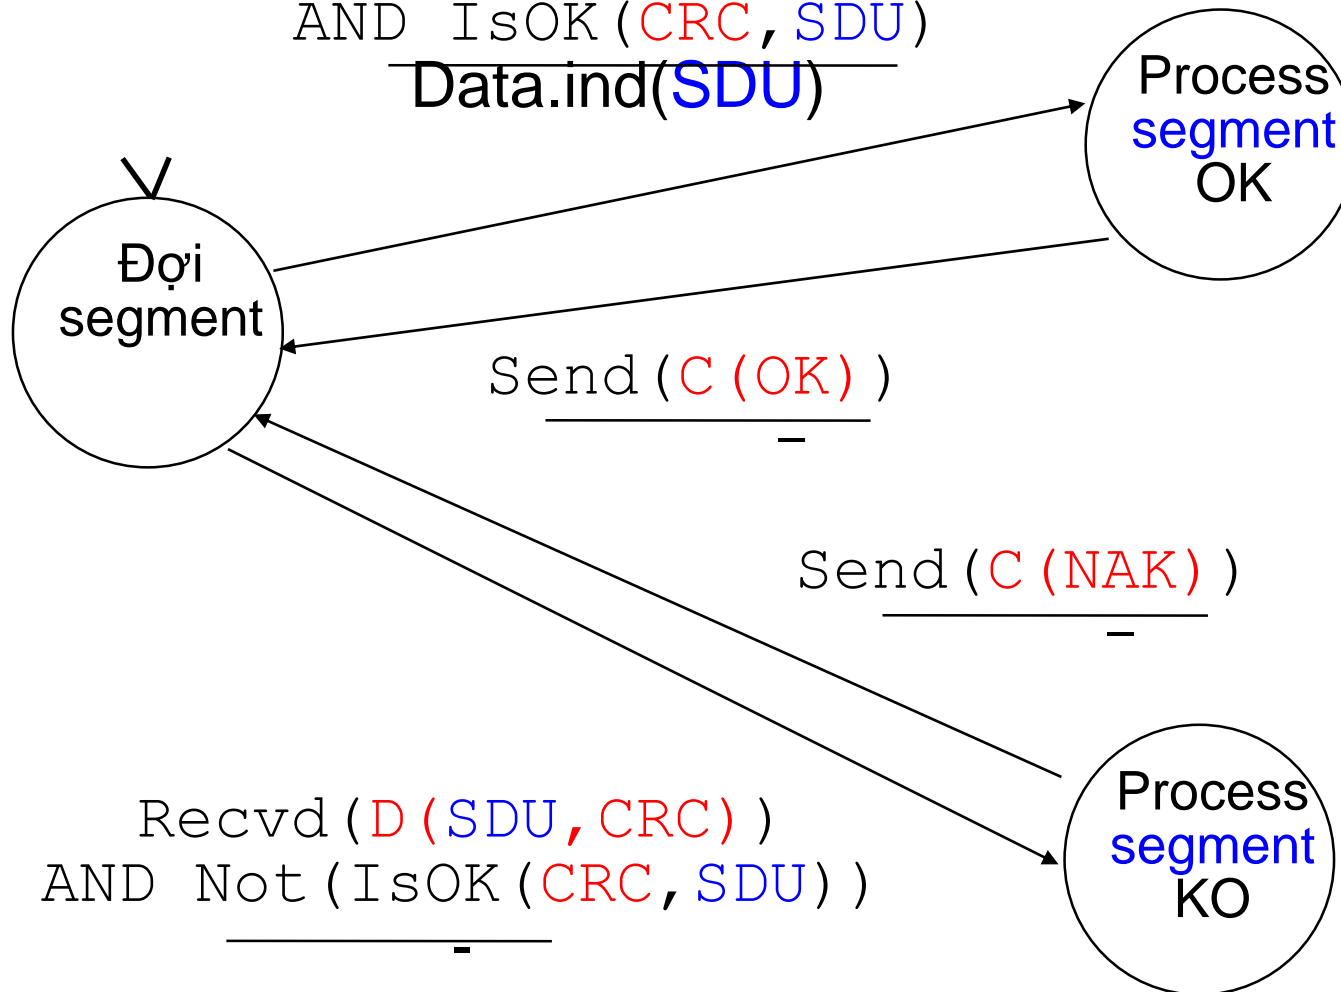 AND IsOK(CRC,SDU)
Data.ind(SDU)
Process
segment
OK
Đợi
segment
Send(C(OK))
-
Send(C(NAK))
-
Recvd(D(SDU,CRC))
AND Not(IsOK(CRC,SDU))
-
Process
segment
KO